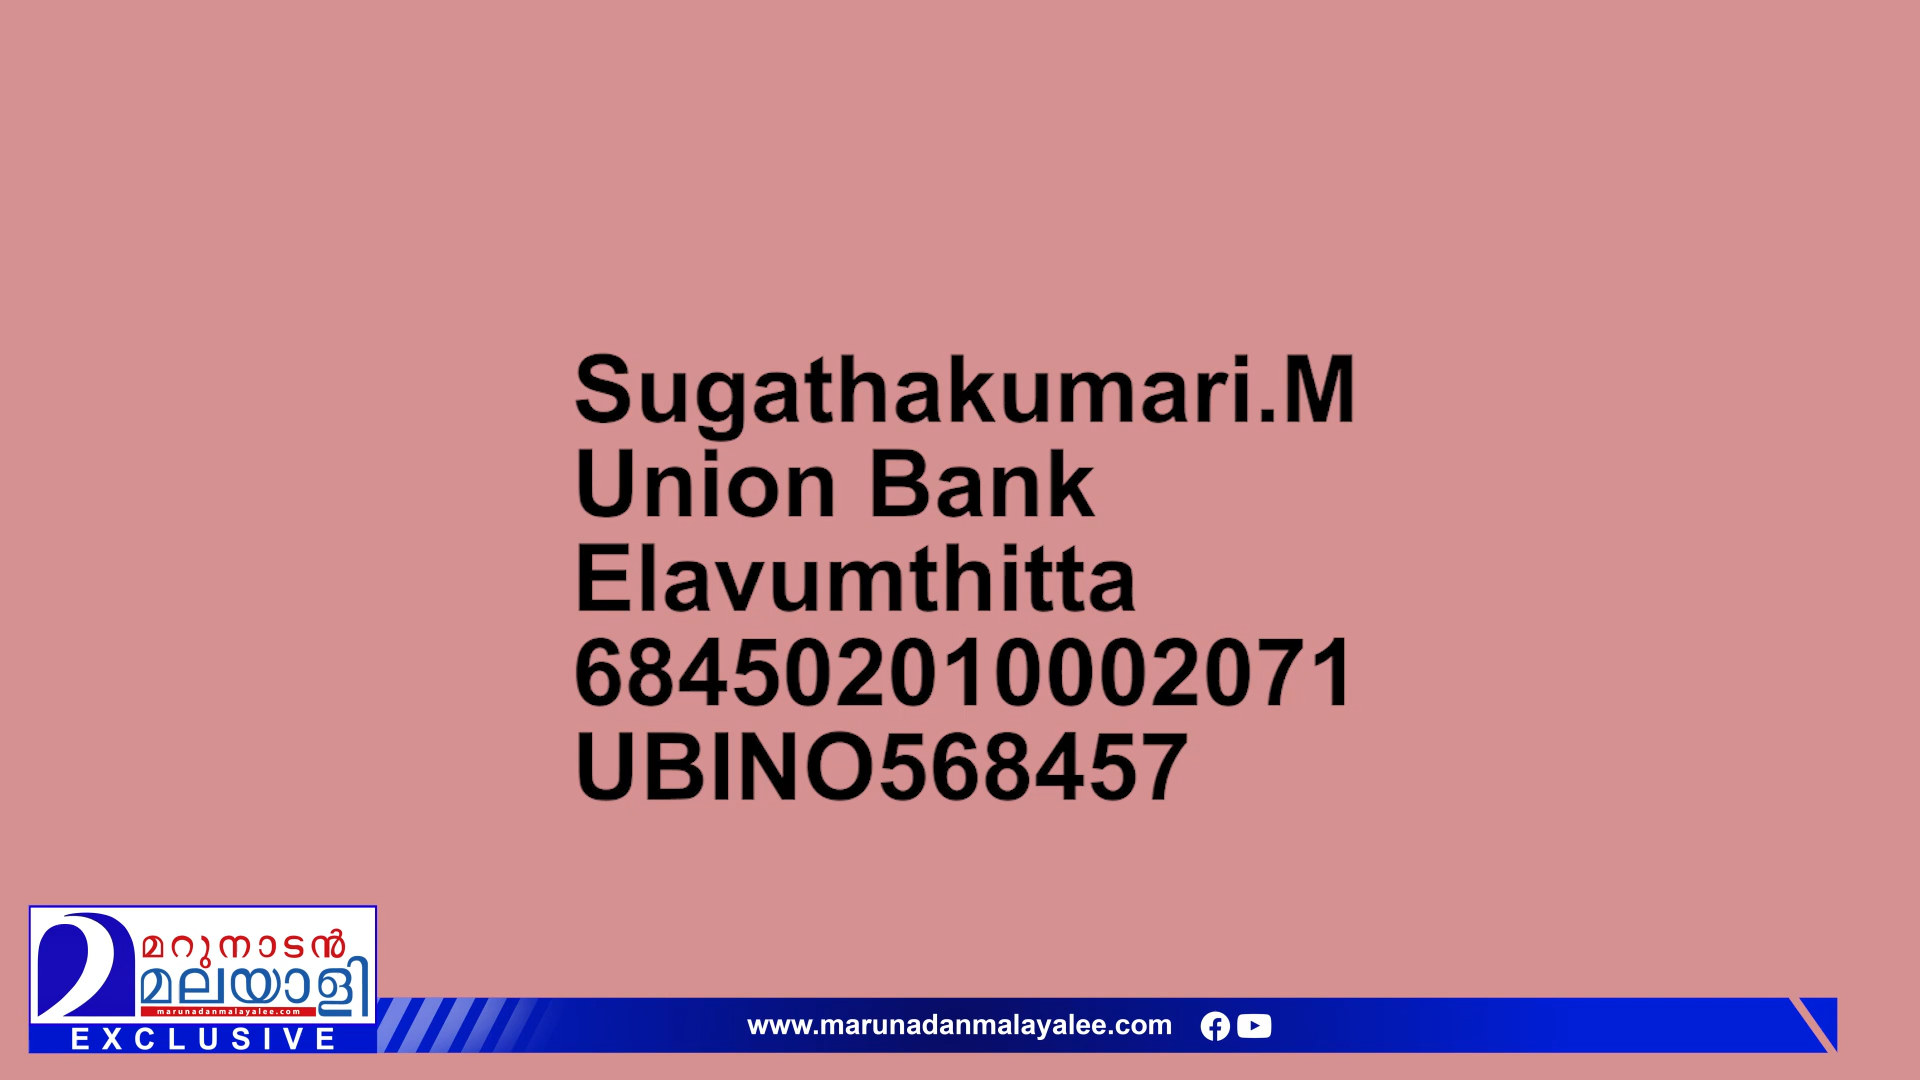 Sugathakumari.M
Union Bank
Elavumthitta
684502010002071
UBINO568457
മറുനാടൻ
മലയാളി
marunadanmalayalee.com
EXCLUSIVE
www.marunadanmalayalee.com